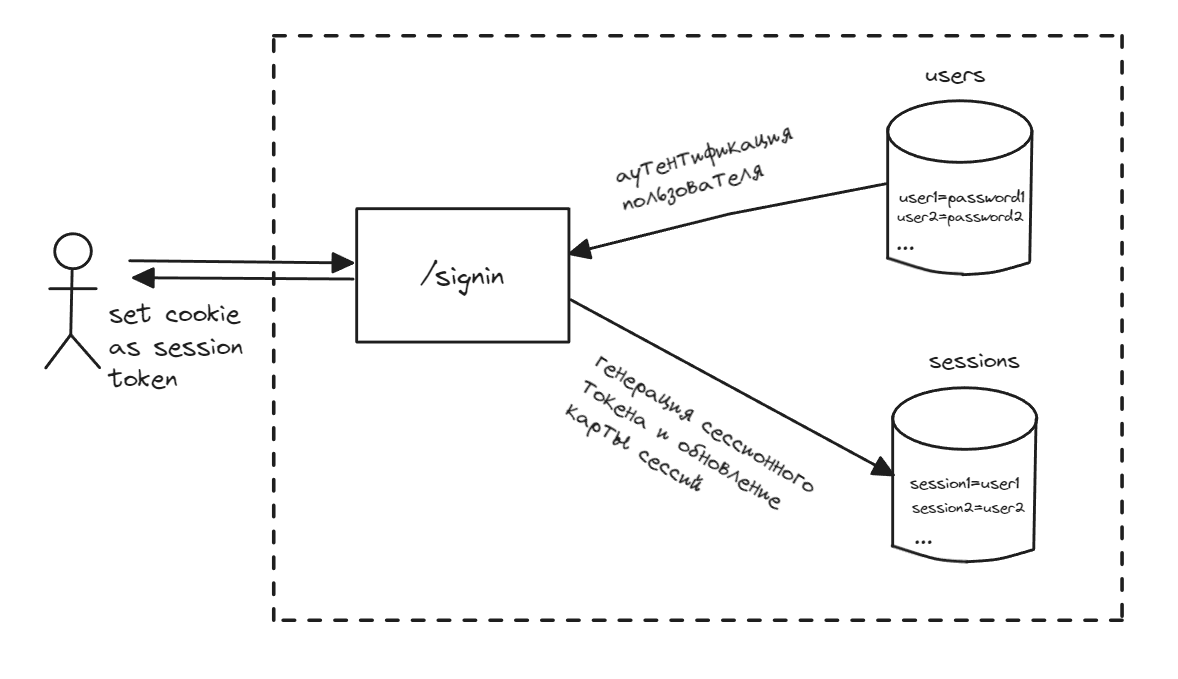 users
аутентификация
пользователя
user1=password1
user2=password2
...
/signin
set cookie
as session
token
генерация сессионного
токена и обновление
карты сессий
sessions
session1=user1
session2=user2
...